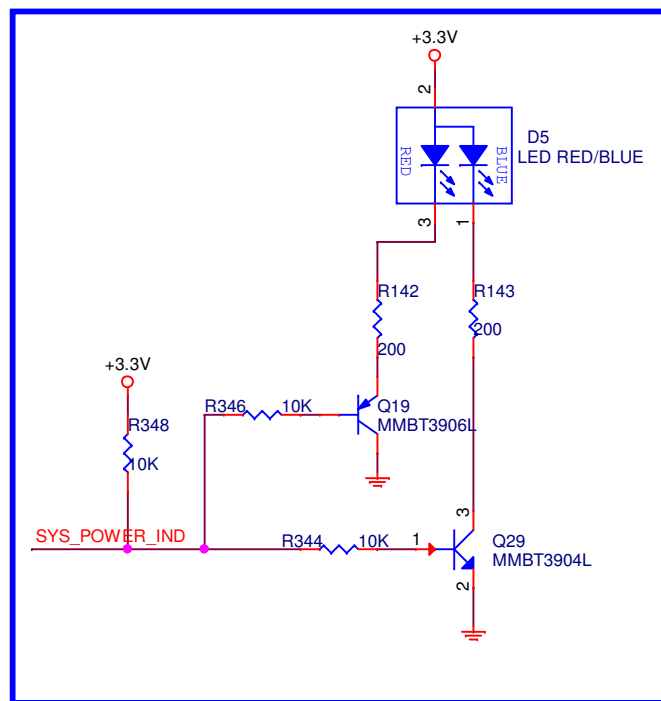 +3.3V
2
D5
LED RED/BLUE
RED
BLUE
3
1
R142
R143
200
200
+3.3V
R346
10K
Q19
MMBT3906L
R348
10K
SYS_POWER_IND
R344
10K
1
3
Q29
MMBT3904L
2